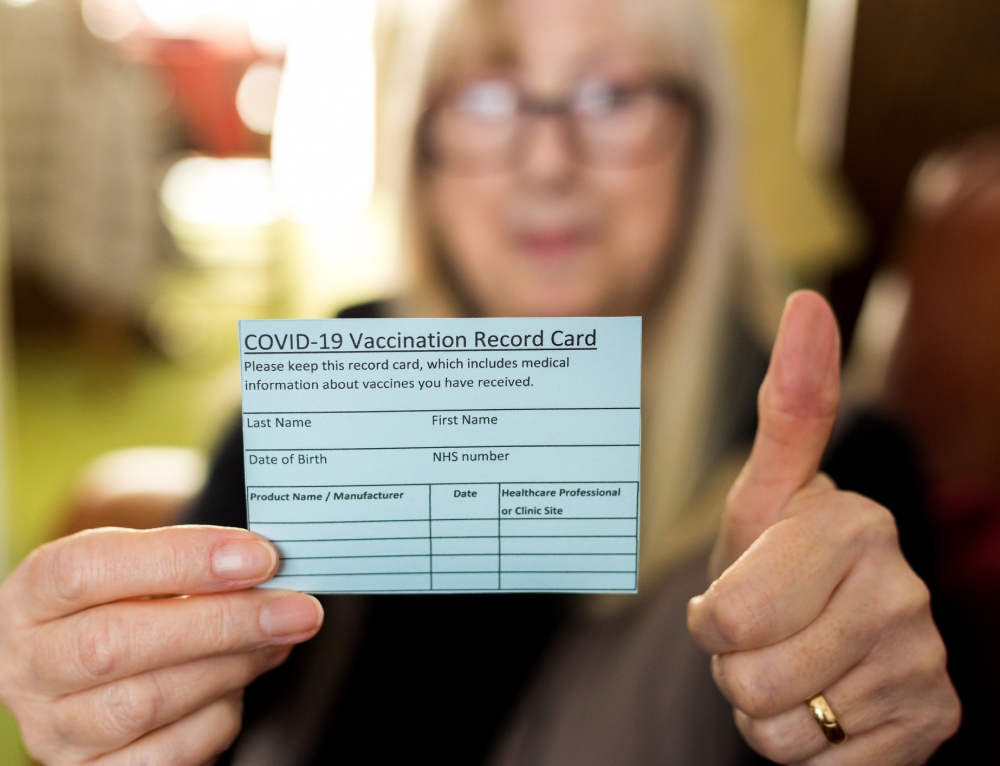 COVID-19 Vaccination Record Card
Please keep this record card, which includes medical
information about vaccines you have received.
Last Name First Name
Date of Birth NHS number
Product Name / Manufacturer Date Healthcare Professional
or Clinic Site